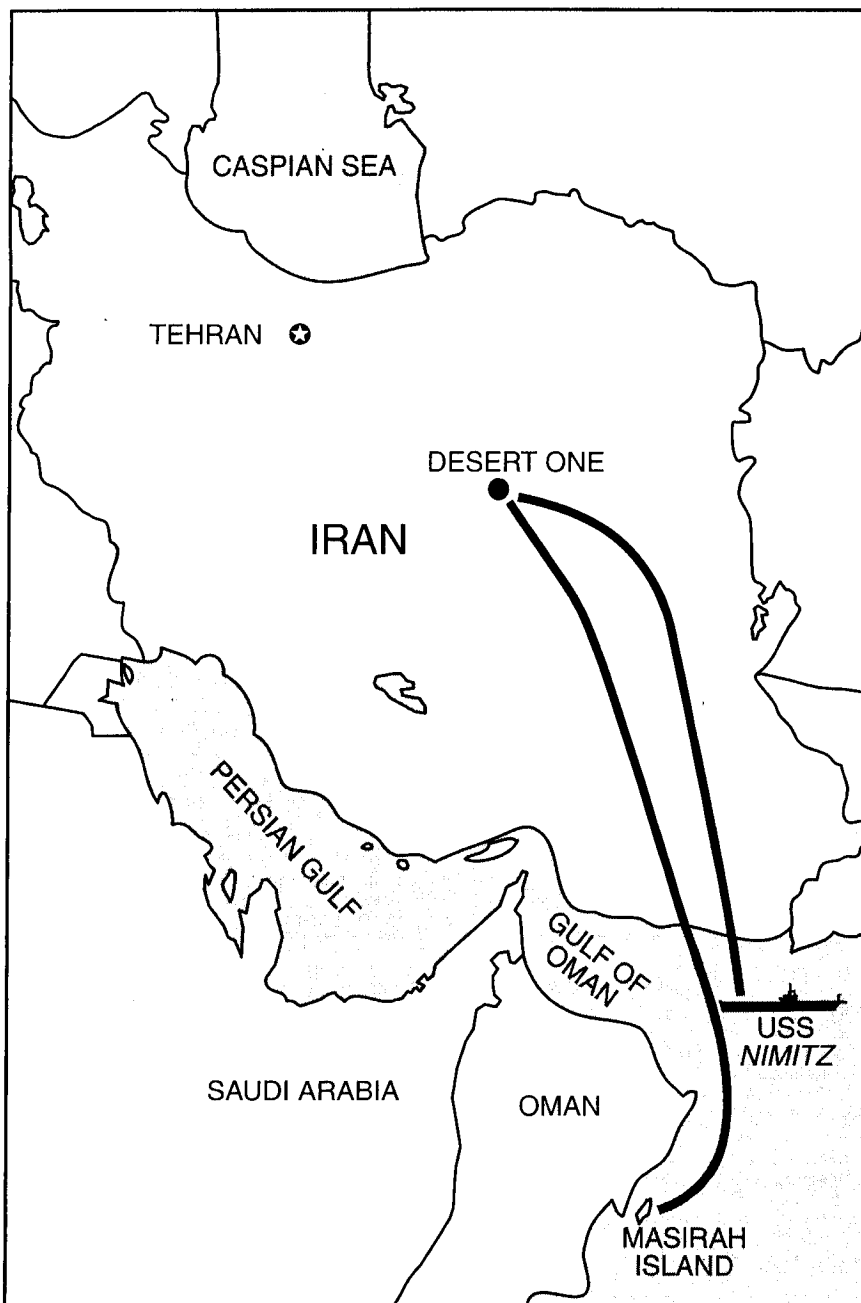 CASPIAN SEA
TEHRAN
DESERT ONE
IRAN
PERSIAN GULF
GULF OF
OMAN
USS
NIMITZ
SAUDI ARABIA
OMAN
MASIRAH
ISLAND